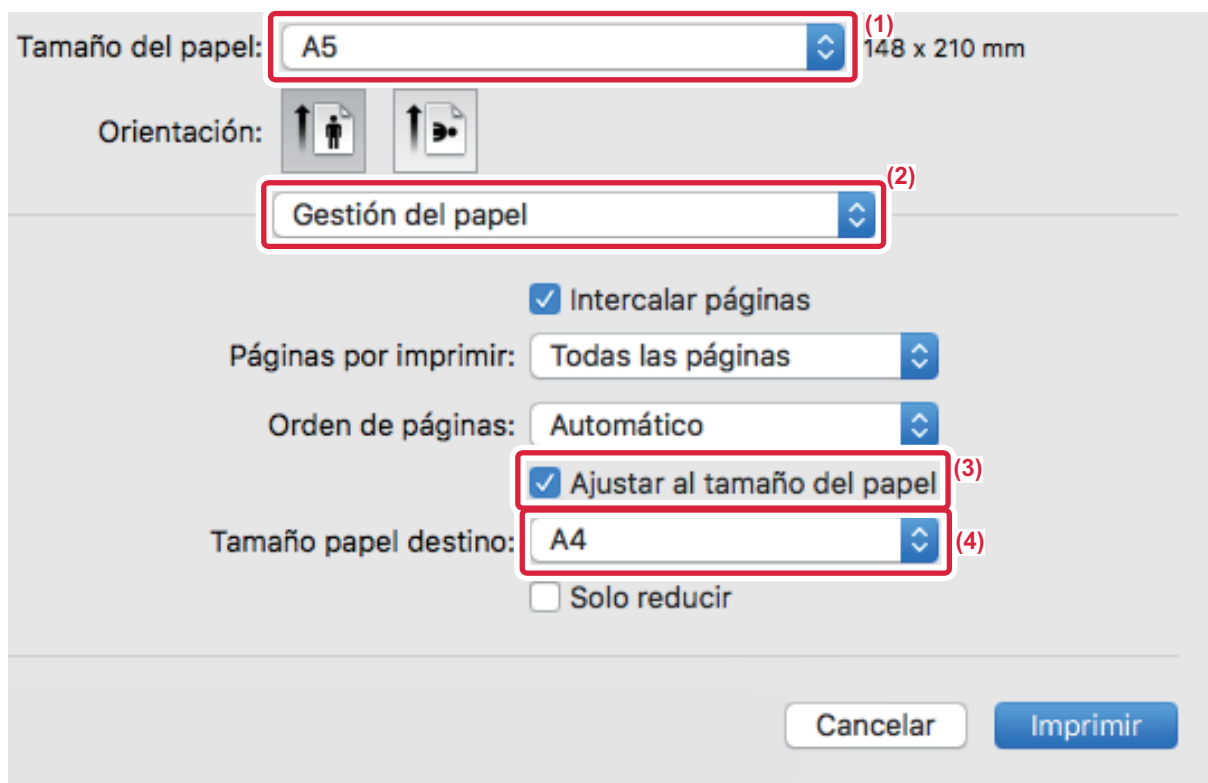 Tamaño del papel: A5 (1) 148 x 210 mm
Orientación:
(2)
Gestión del papel
Intercalar páginas
Páginas por imprimir: Todas las páginas
Orden de páginas: Automático
Ajustar al tamaño del papel (3)
Tamaño papel destino: A4 (4)
Solo reducir
Cancelar Imprimir